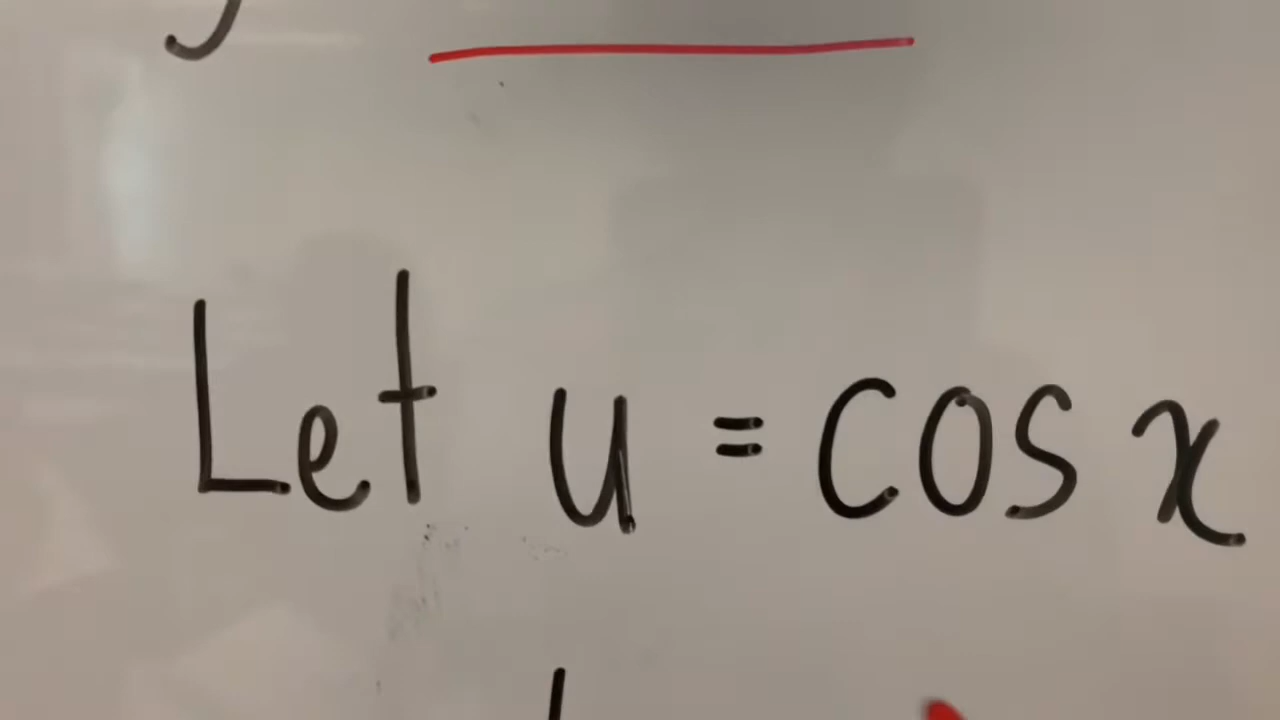 Let u = cos x